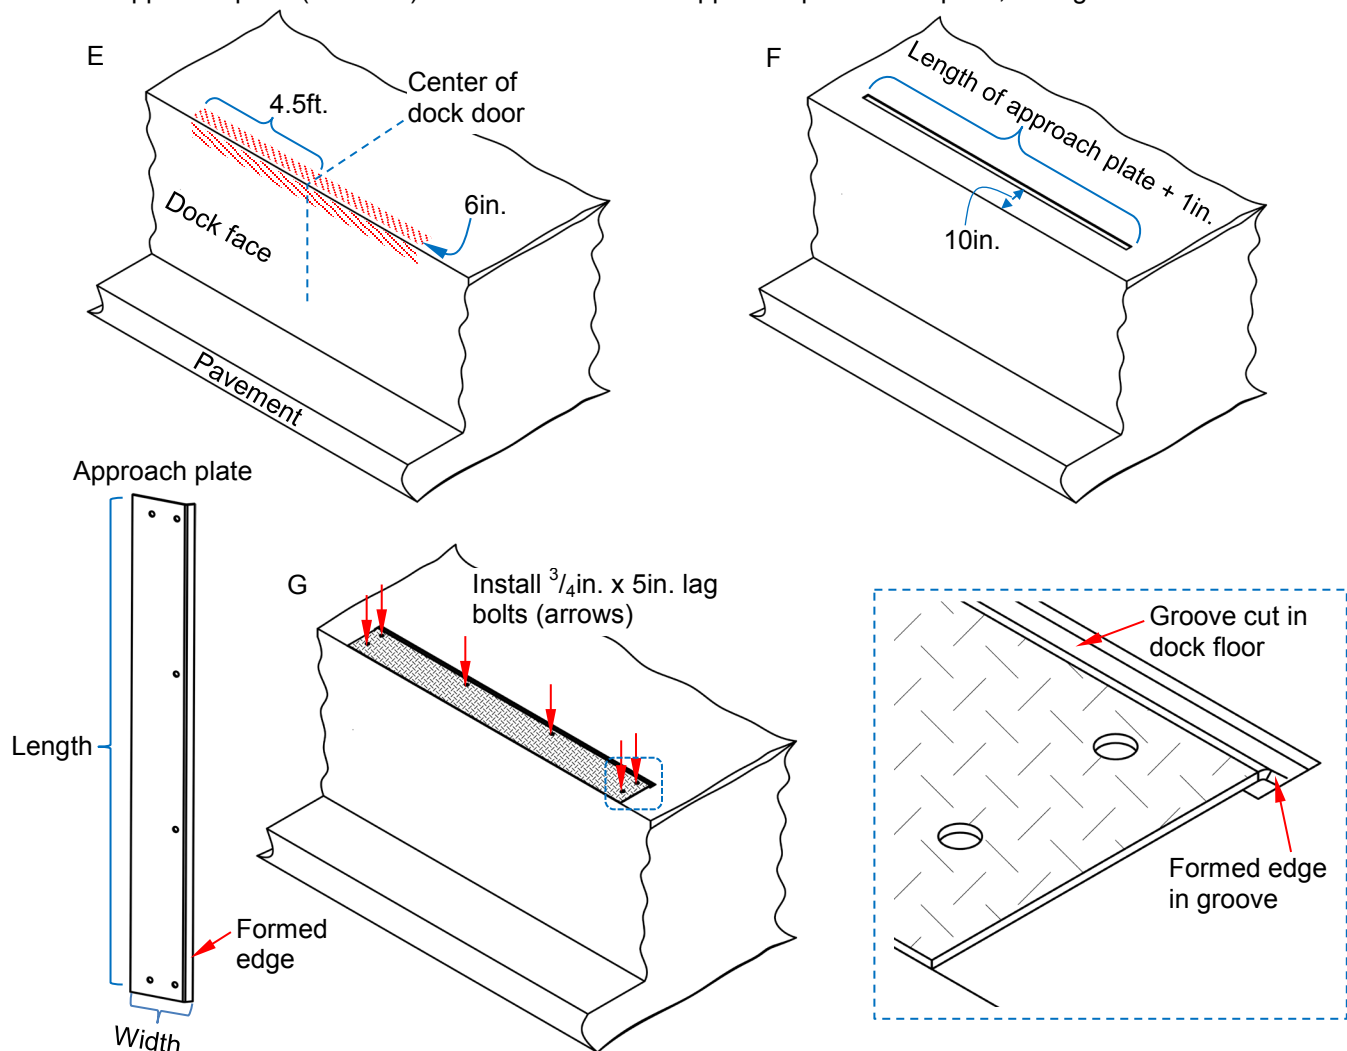 E
4.5ft.
Center of
dock door
6in.
Dock face
Pavement
F
Length of approach plate + 1in.
10in.
Approach plate
Length
Width
Formed
edge
G
Install 3/4in. x 5in. lag
bolts (arrows)
Groove cut in
dock floor
Formed edge
in groove